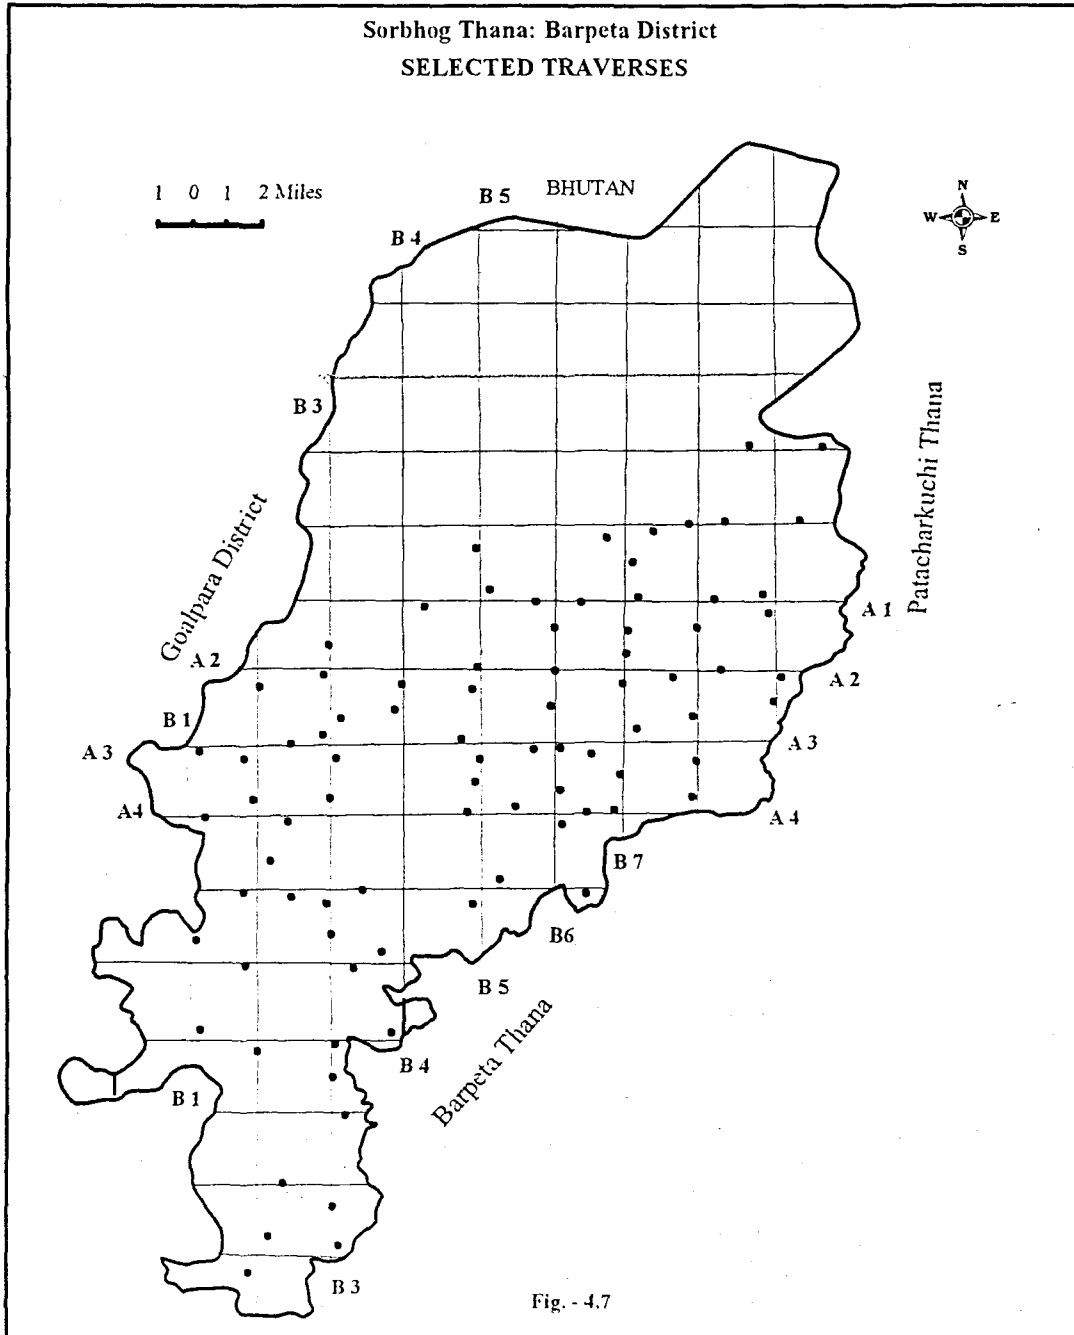 Sorbhog Thana: Barpeta District
SELECTED TRAVERSES
1 0 1 2 Miles
B 5 BHUTAN
N
W E
S
B 4
B 3
Patacharkuchi Thana
Goalpara District
A 1
A 2
A 2
B 1
A 3
A 3
A4
A 4
B 7
B6
B 5
Barpeta Thana
B 4
B 1
B 3
Fig. - 4.7